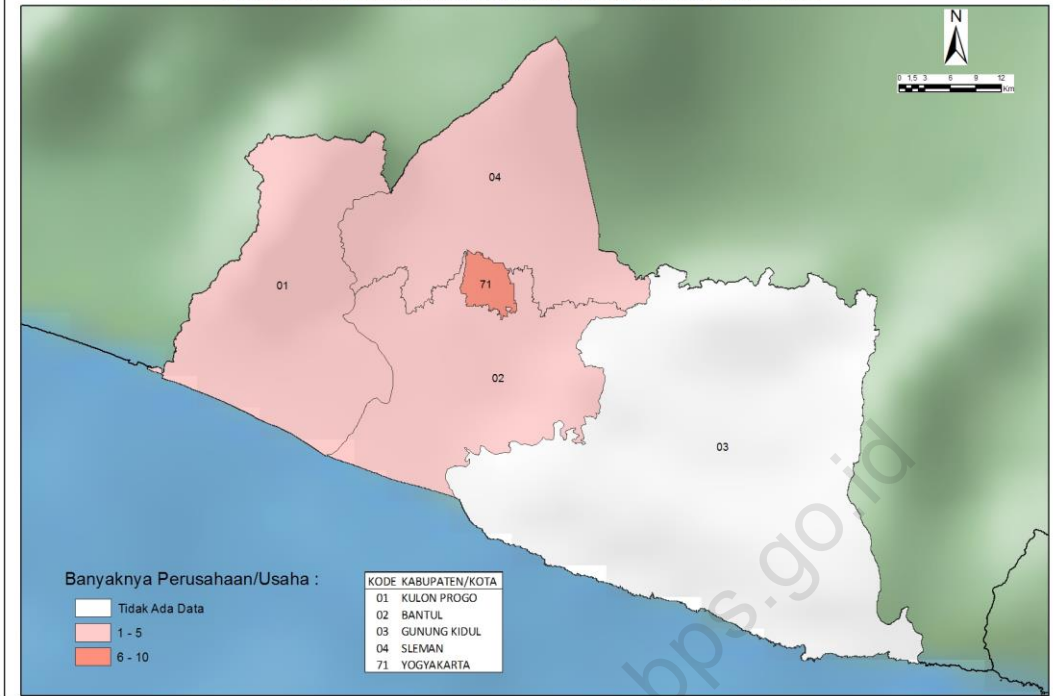 N
0 1,5 3 6 9 12
Km
04
01
71
02
03
Banyaknya Perusahaan/Usaha :
Tidak Ada Data
1 - 5
6 - 10
KODE KABUPATEN/KOTA
01 KULON PROGO
02 BANTUL
03 GUNUNG KIDUL
04 SLEMAN
71 YOGYAKARTA
bps.go.id